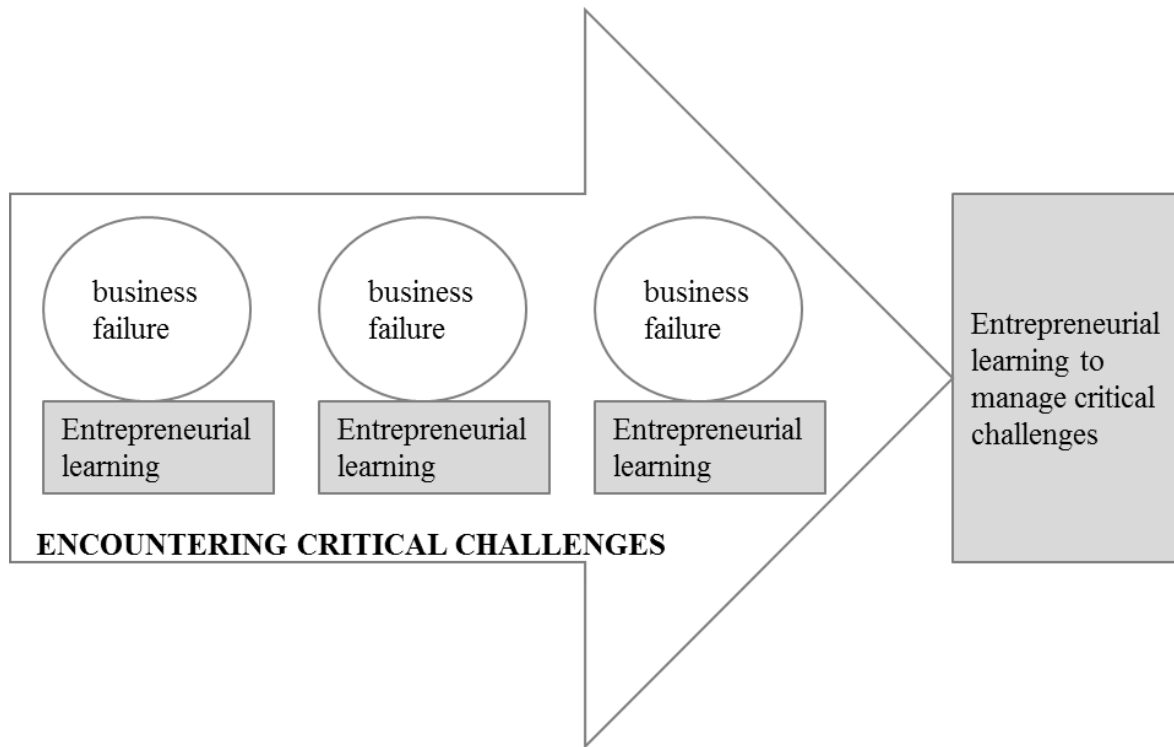 business
failure
business
failure
business
failure
Entrepreneurial
learning
Entrepreneurial
learning
Entrepreneurial
learning
ENCOUNTERING CRITICAL CHALLENGES
Entrepreneurial
learning to
manage critical
challenges